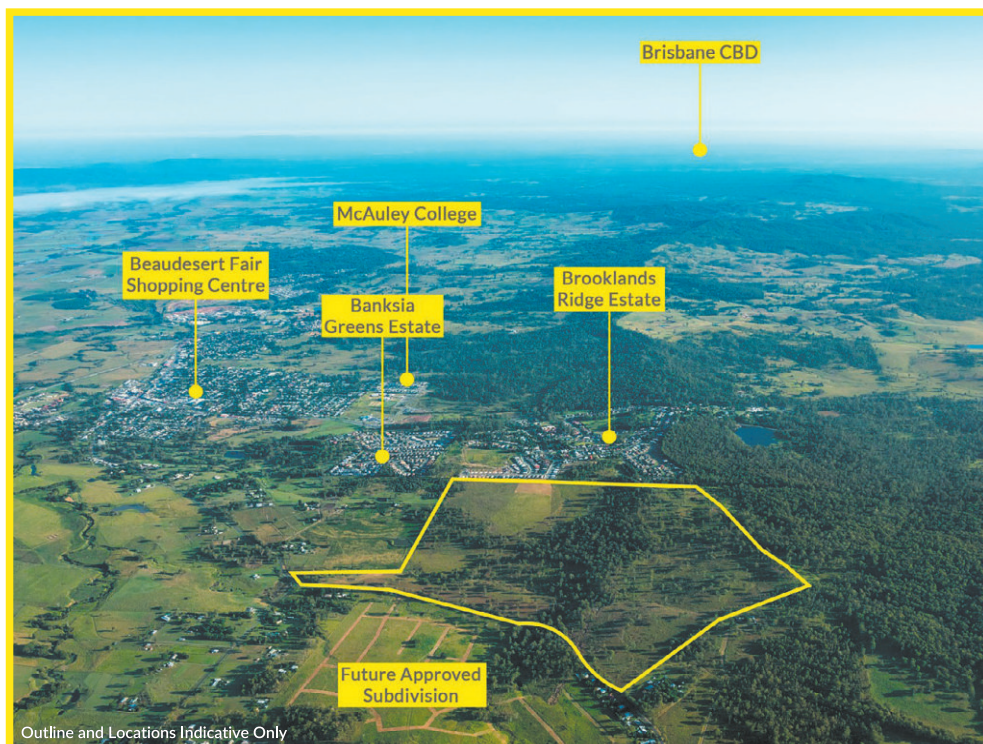 Brisbane CBD
McAuley College
Beaudesert Fair
Shopping Centre
Banksia
Greens Estate
Brooklands
Ridge Estate
Future Approved
Subdivision
Outline and Locations Indicative Only